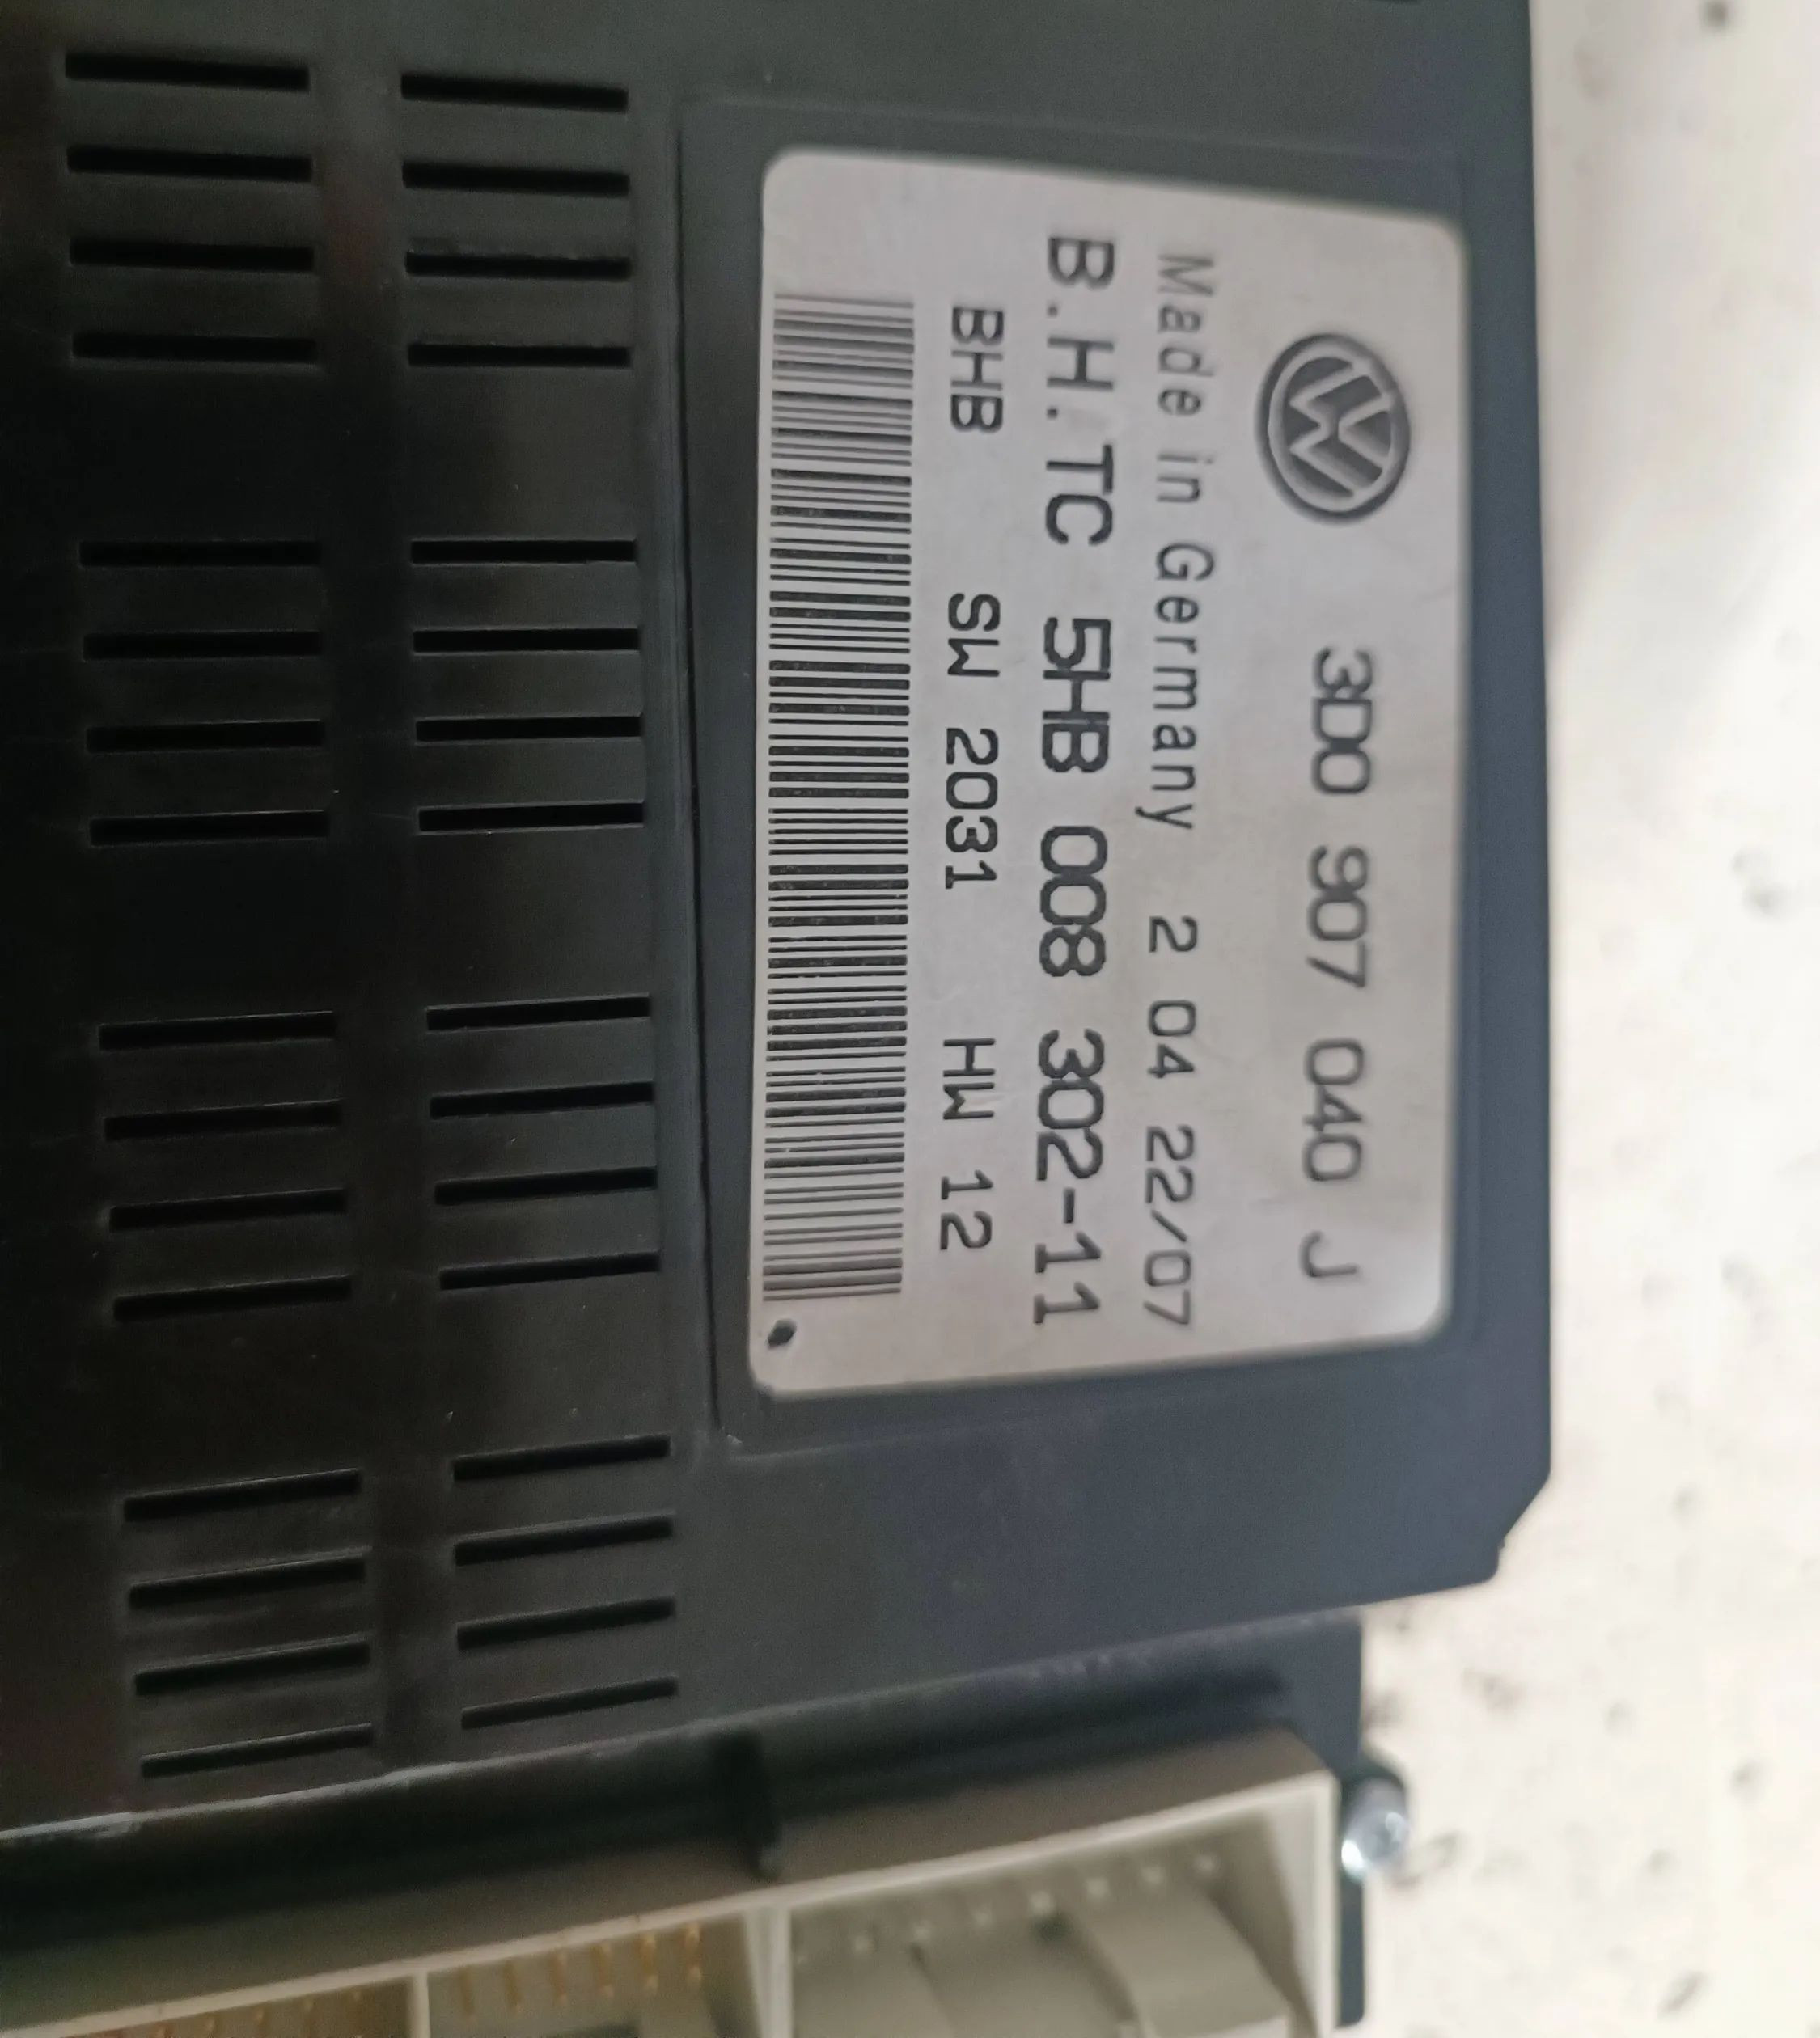 3D0 907 040 J
Made in Germany 2 04 22/07
B.H.TC 5HB 008 302-11
BHB SW 2031 HW 12